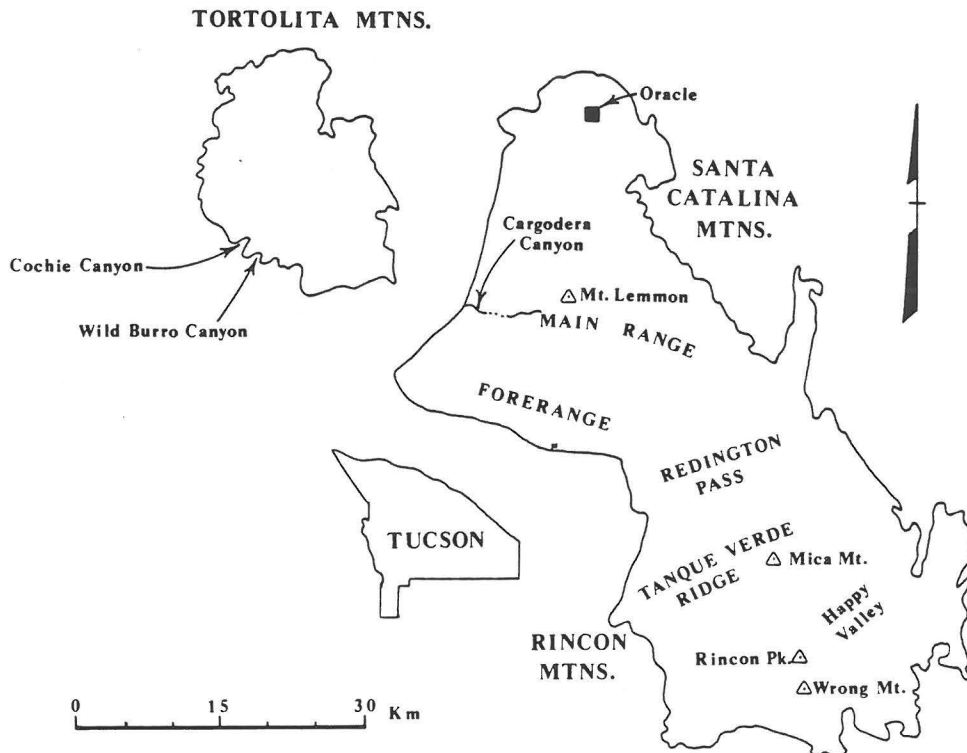 TORTOLITA MTNS.
Oracle
SANTA
CATALINA
MTNS.
Cargodera
Canyon
Cochie Canyon
Mt. Lemmon
Wild Burro Canyon
MAIN RANGE
FORERANGE
REDINGTON
PASS
TUCSON
TANQUE VERDE
RIDGE
Mica Mt.
Happy
Valley
RINCON
MTNS.
Rincon Pk.
Wrong Mt.
0 15 30 Km